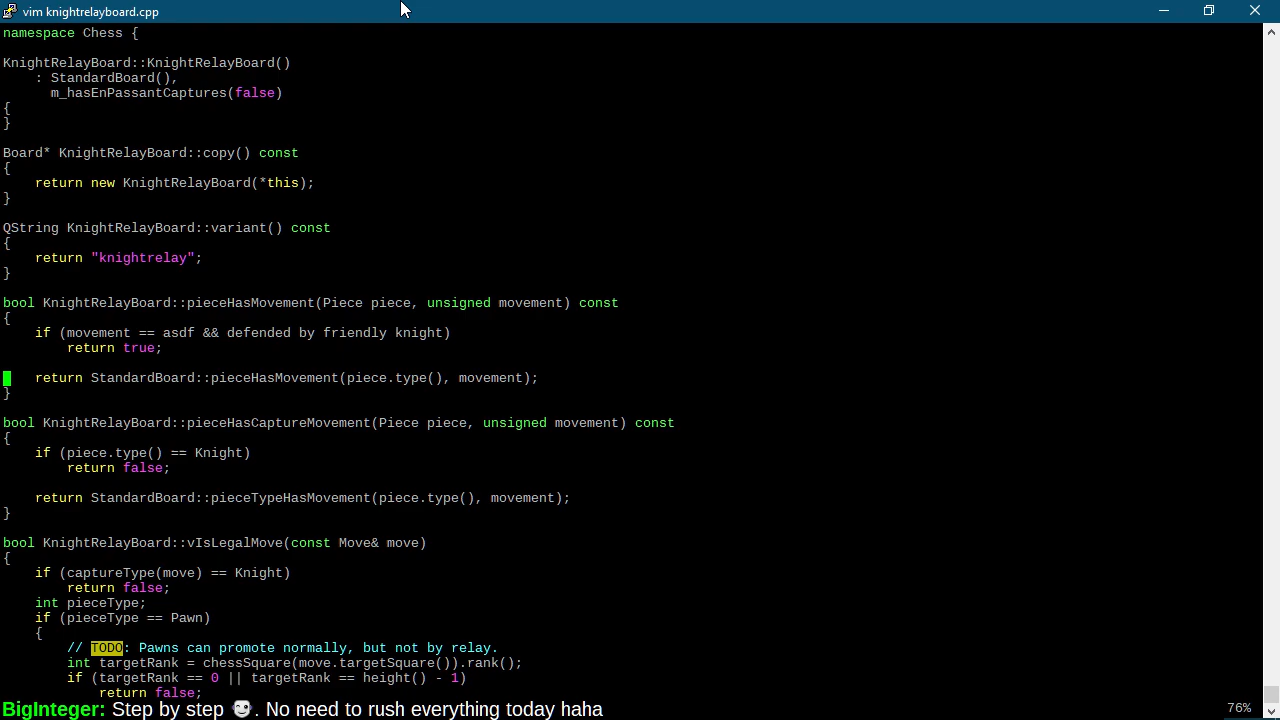 vim knightrelayboard.cpp
namespace Chess {
KnightRelayBoard::KnightRelayBoard()
    : StandardBoard(),
      m_hasEnPassantCaptures(false)
{
}
Board* KnightRelayBoard::copy() const
{
    return new KnightRelayBoard(*this);
}
QString KnightRelayBoard::variant() const
{
    return "knightrelay";
}
bool KnightRelayBoard::pieceHasMovement(Piece piece, unsigned movement) const
{
    if (movement == asdf && defended by friendly knight)
        return true;
    return StandardBoard::pieceHasMovement(piece.type(), movement);
}
bool KnightRelayBoard::pieceHasCaptureMovement(Piece piece, unsigned movement) const
{
    if (piece.type() == Knight)
        return false;
    return StandardBoard::pieceTypeHasMovement(piece.type(), movement);
}
bool KnightRelayBoard::vIsLegalMove(const Move& move)
{
    if (captureType(move) == Knight)
        return false;
    int pieceType;
    if (pieceType == Pawn)
    {
        // TODO: Pawns can promote normally, but not by relay.
        int targetRank = chessSquare(move.targetSquare()).rank();
        if (targetRank == 0 || targetRank == height() - 1)
            return false;
BigInteger: Step by step . No need to rush everything today haha
76%